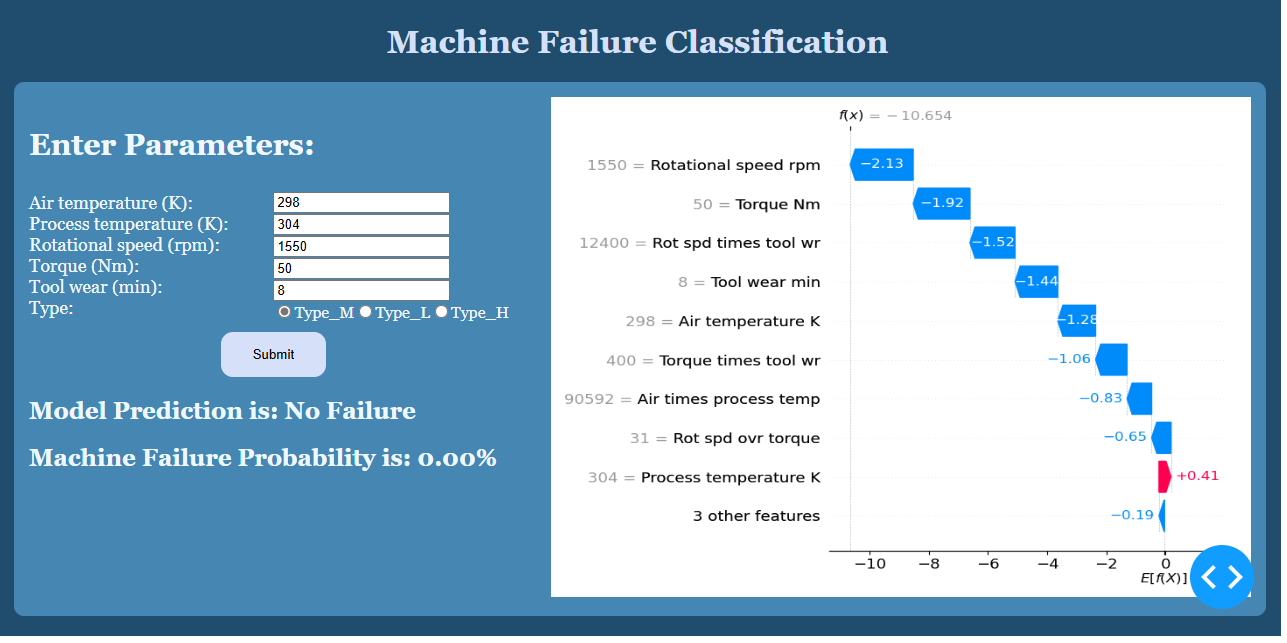 Machine Failure Classification
Enter Parameters:
Air temperature (K): 298
Process temperature (K): 304
Rotational speed (rpm): 1550
Torque (Nm): 50
Tool wear (min): 8
Type: Type_M Type_L Type_H
Submit
Model Prediction is: No Failure
Machine Failure Probability is: 0.00%
f(x) = −10.654
1550 = Rotational speed rpm −2.13
50 = Torque Nm −1.92
12400 = Rot spd times tool wr −1.52
8 = Tool wear min −1.44
298 = Air temperature K −1.28
400 = Torque times tool wr −1.06
90592 = Air times process temp −0.83
31 = Rot spd ovr torque −0.65
304 = Process temperature K +0.41
3 other features −0.19
−10 −8 −6 −4 −2 0
E[f(X)]